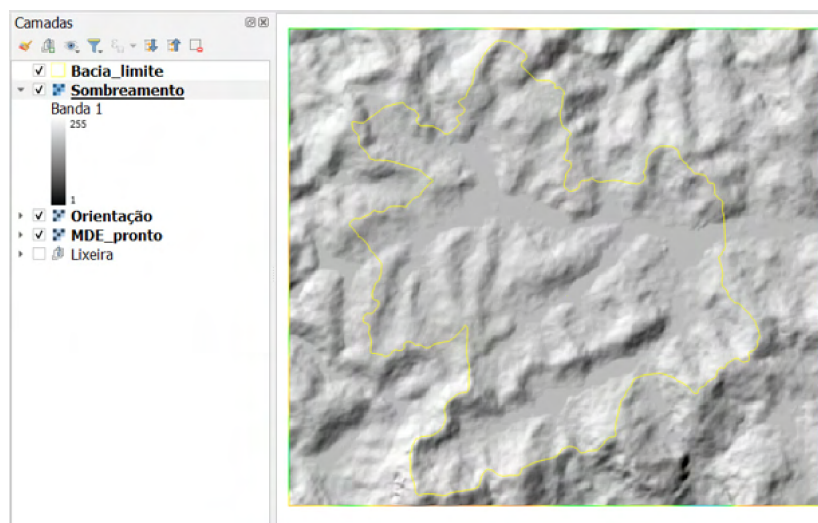 Camadas
Bacia_limite
Sombreamento
Banda 1
255
1
Orientação
MDE_pronto
Lixeira